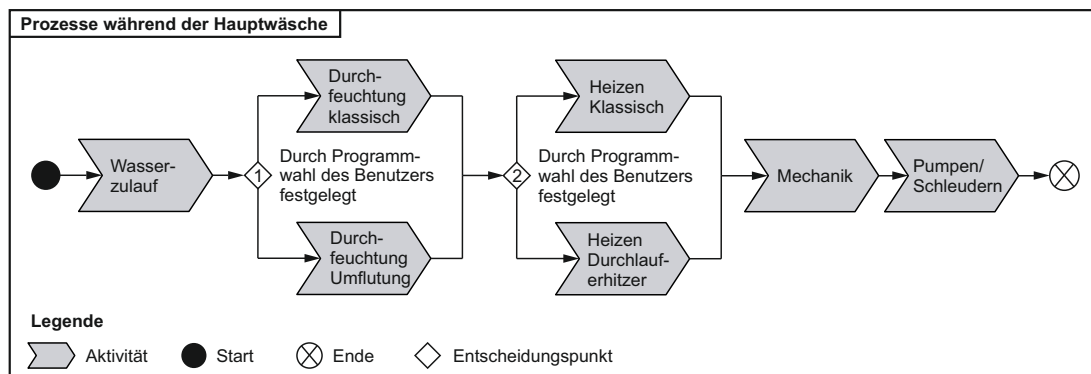 Prozesse während der Hauptwäsche
Durch-
feuchtung
klassisch
Heizen
Klassisch
Wasser-
zulauf
1
Durch Programm-
wahl des Benutzers
festgelegt
2
Durch Programm-
wahl des Benutzers
festgelegt
Mechanik
Pumpen/
Schleudern
Durch-
feuchtung
Umflutung
Heizen
Durchlauf-
erhitzer
Legende
Aktivität
Start
Ende
Entscheidungspunkt